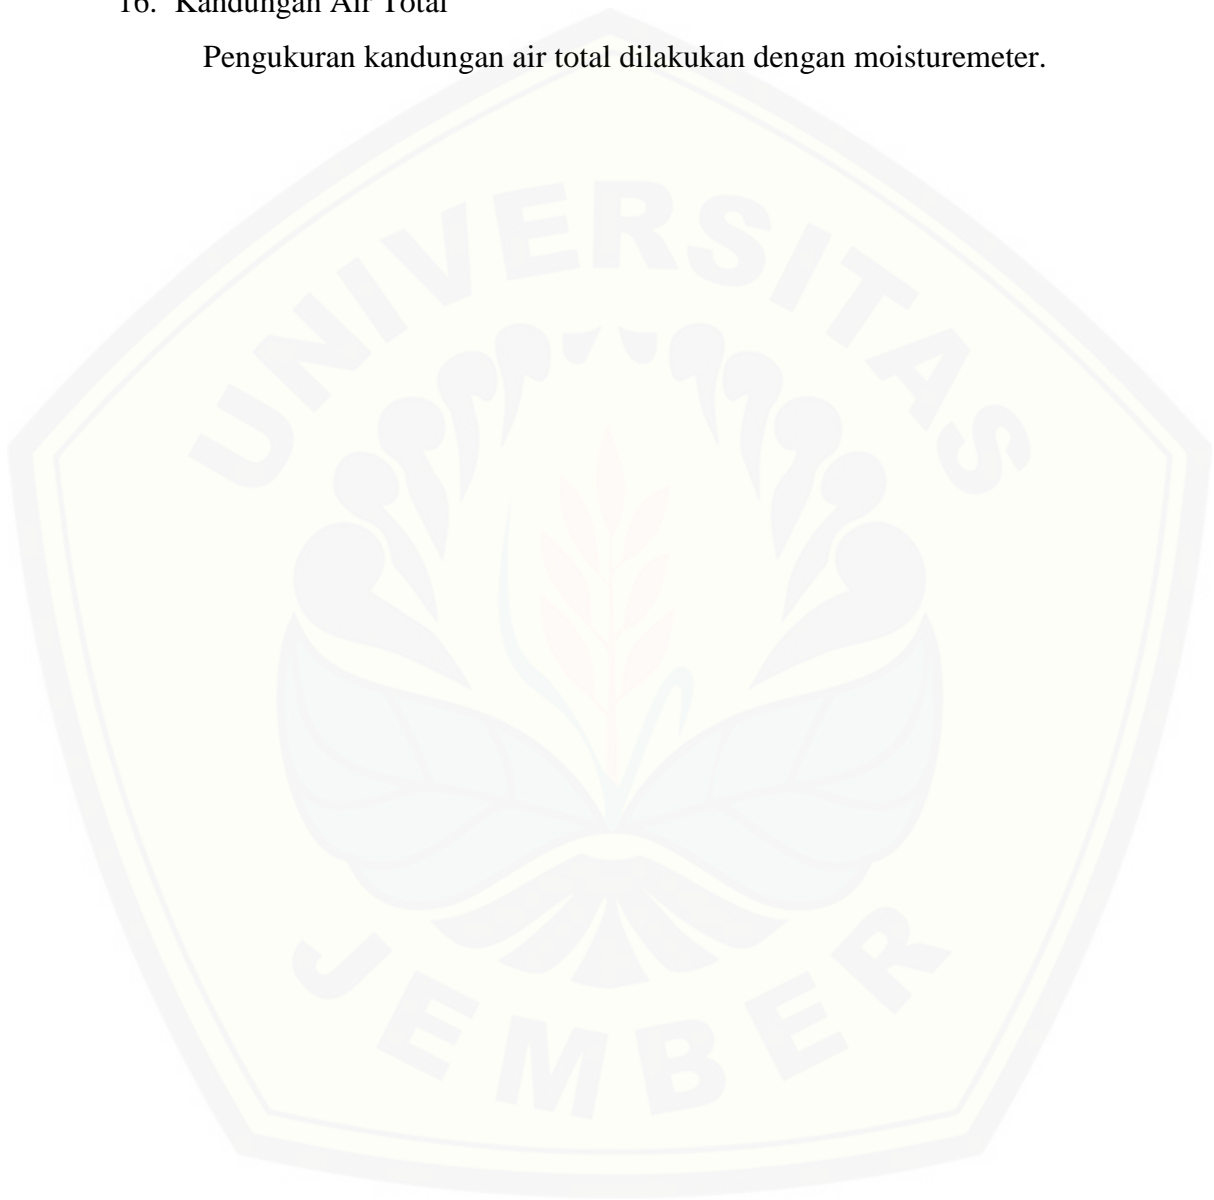 16. Kandungan Air Total
Pengukuran kandungan air total dilakukan dengan moisturemeter.
UNIVERSITAS
JEMBER